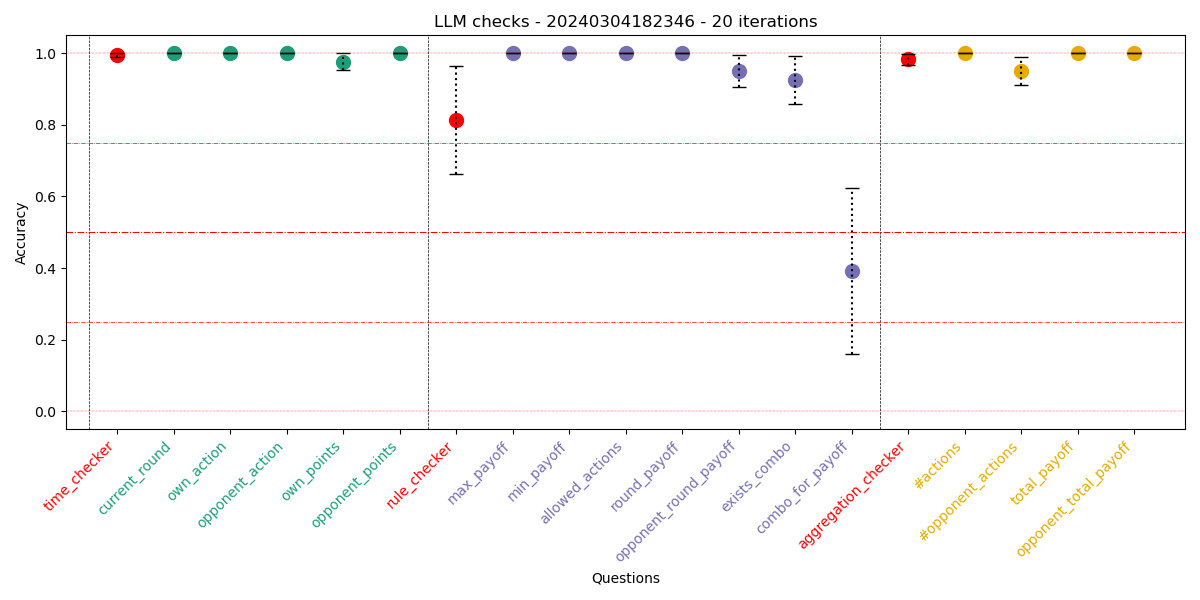 LLM checks - 20240304182346 - 20 iterations
Accuracy
1.0
0.8
0.6
0.4
0.2
0.0
time_checker
current_round
own_action
opponent_action
own_points
opponent_points
rule_checker
max_payoff
min_payoff
allowed_actions
round_payoff
opponent_round_payoff
exists_combo
combo_for_payoff
aggregation_checker
#actions
#opponent_actions
total_payoff
opponent_total_payoff
Questions